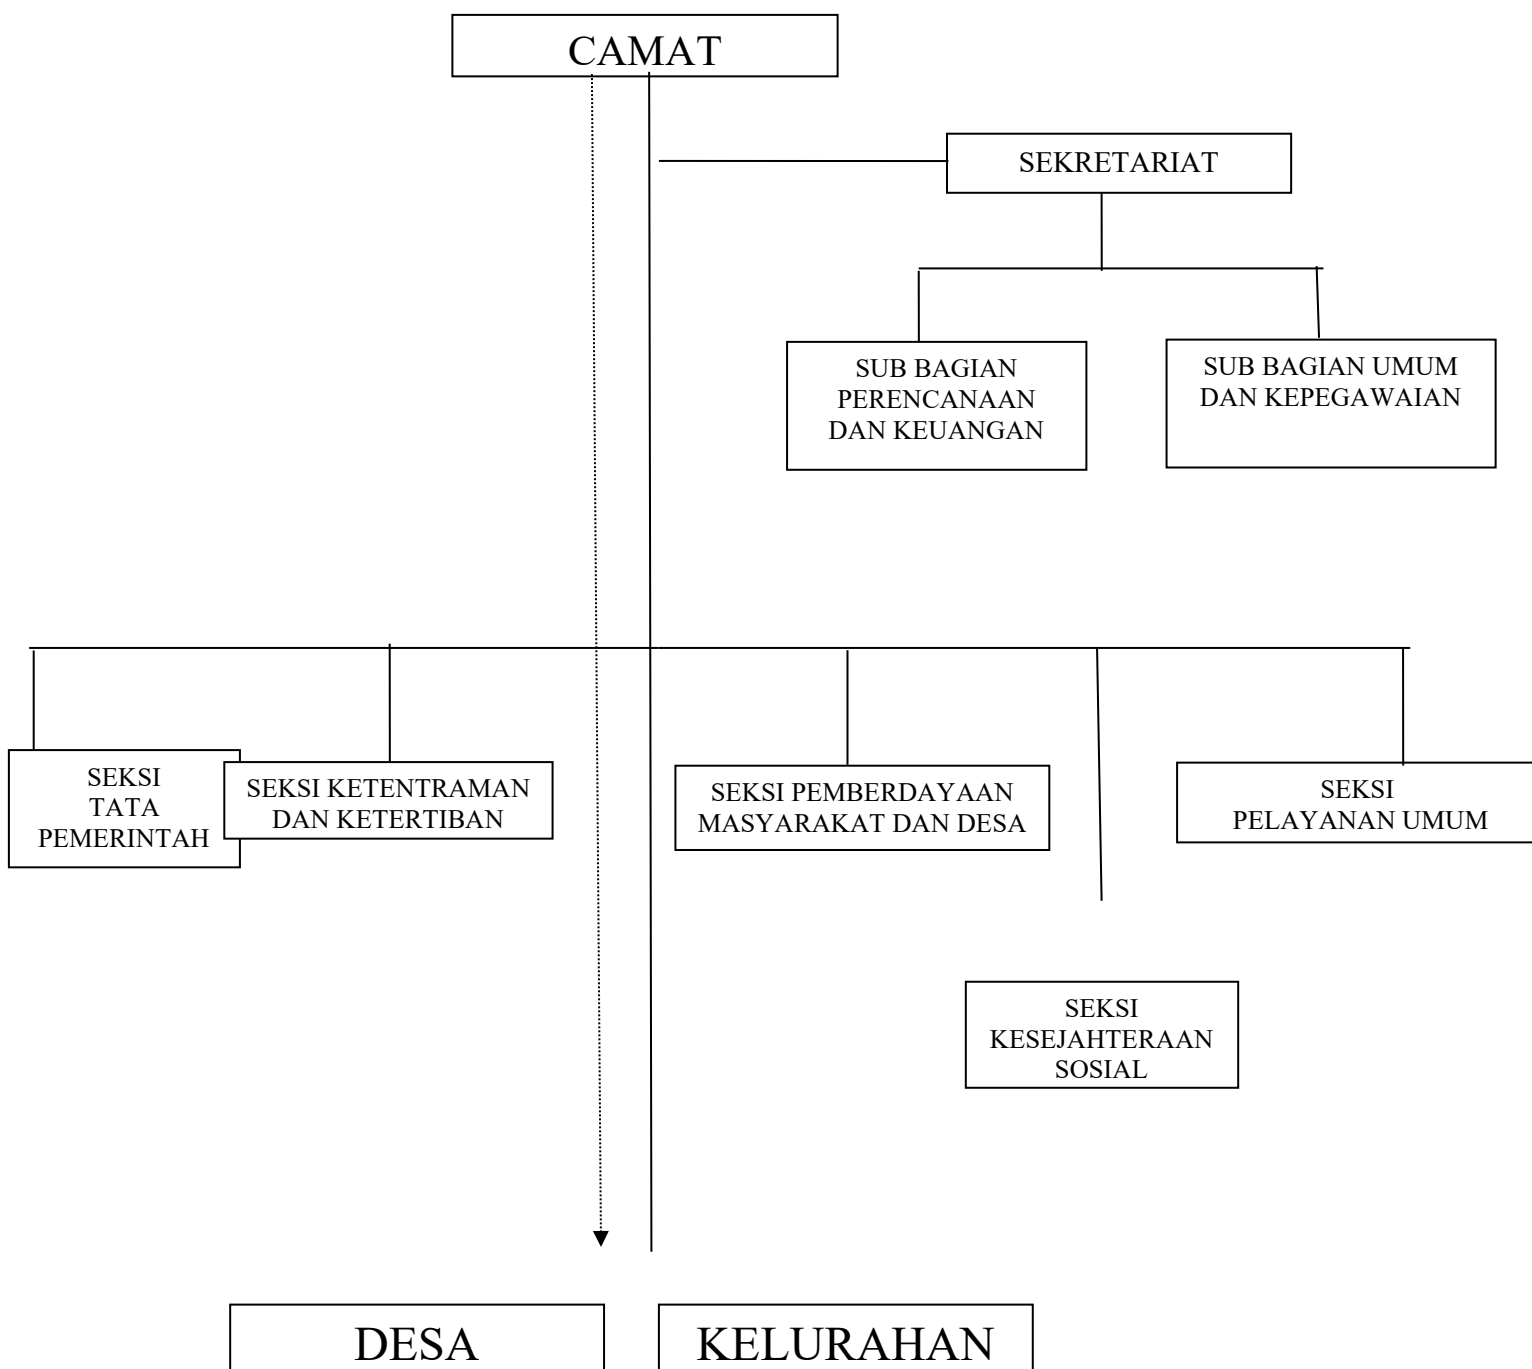 CAMAT
SEKRETARIAT
SUB BAGIAN
PERENCANAAN
DAN KEUANGAN
SUB BAGIAN UMUM
DAN KEPEGAWAIAN
SEKSI
TATA
PEMERINTAH
SEKSI KETENTRAMAN
DAN KETERTIBAN
SEKSI PEMBERDAYAAN
MASYARAKAT DAN DESA
SEKSI
PELAYANAN UMUM
SEKSI
KESEJAHTERAAN
SOSIAL
DESA
KELURAHAN